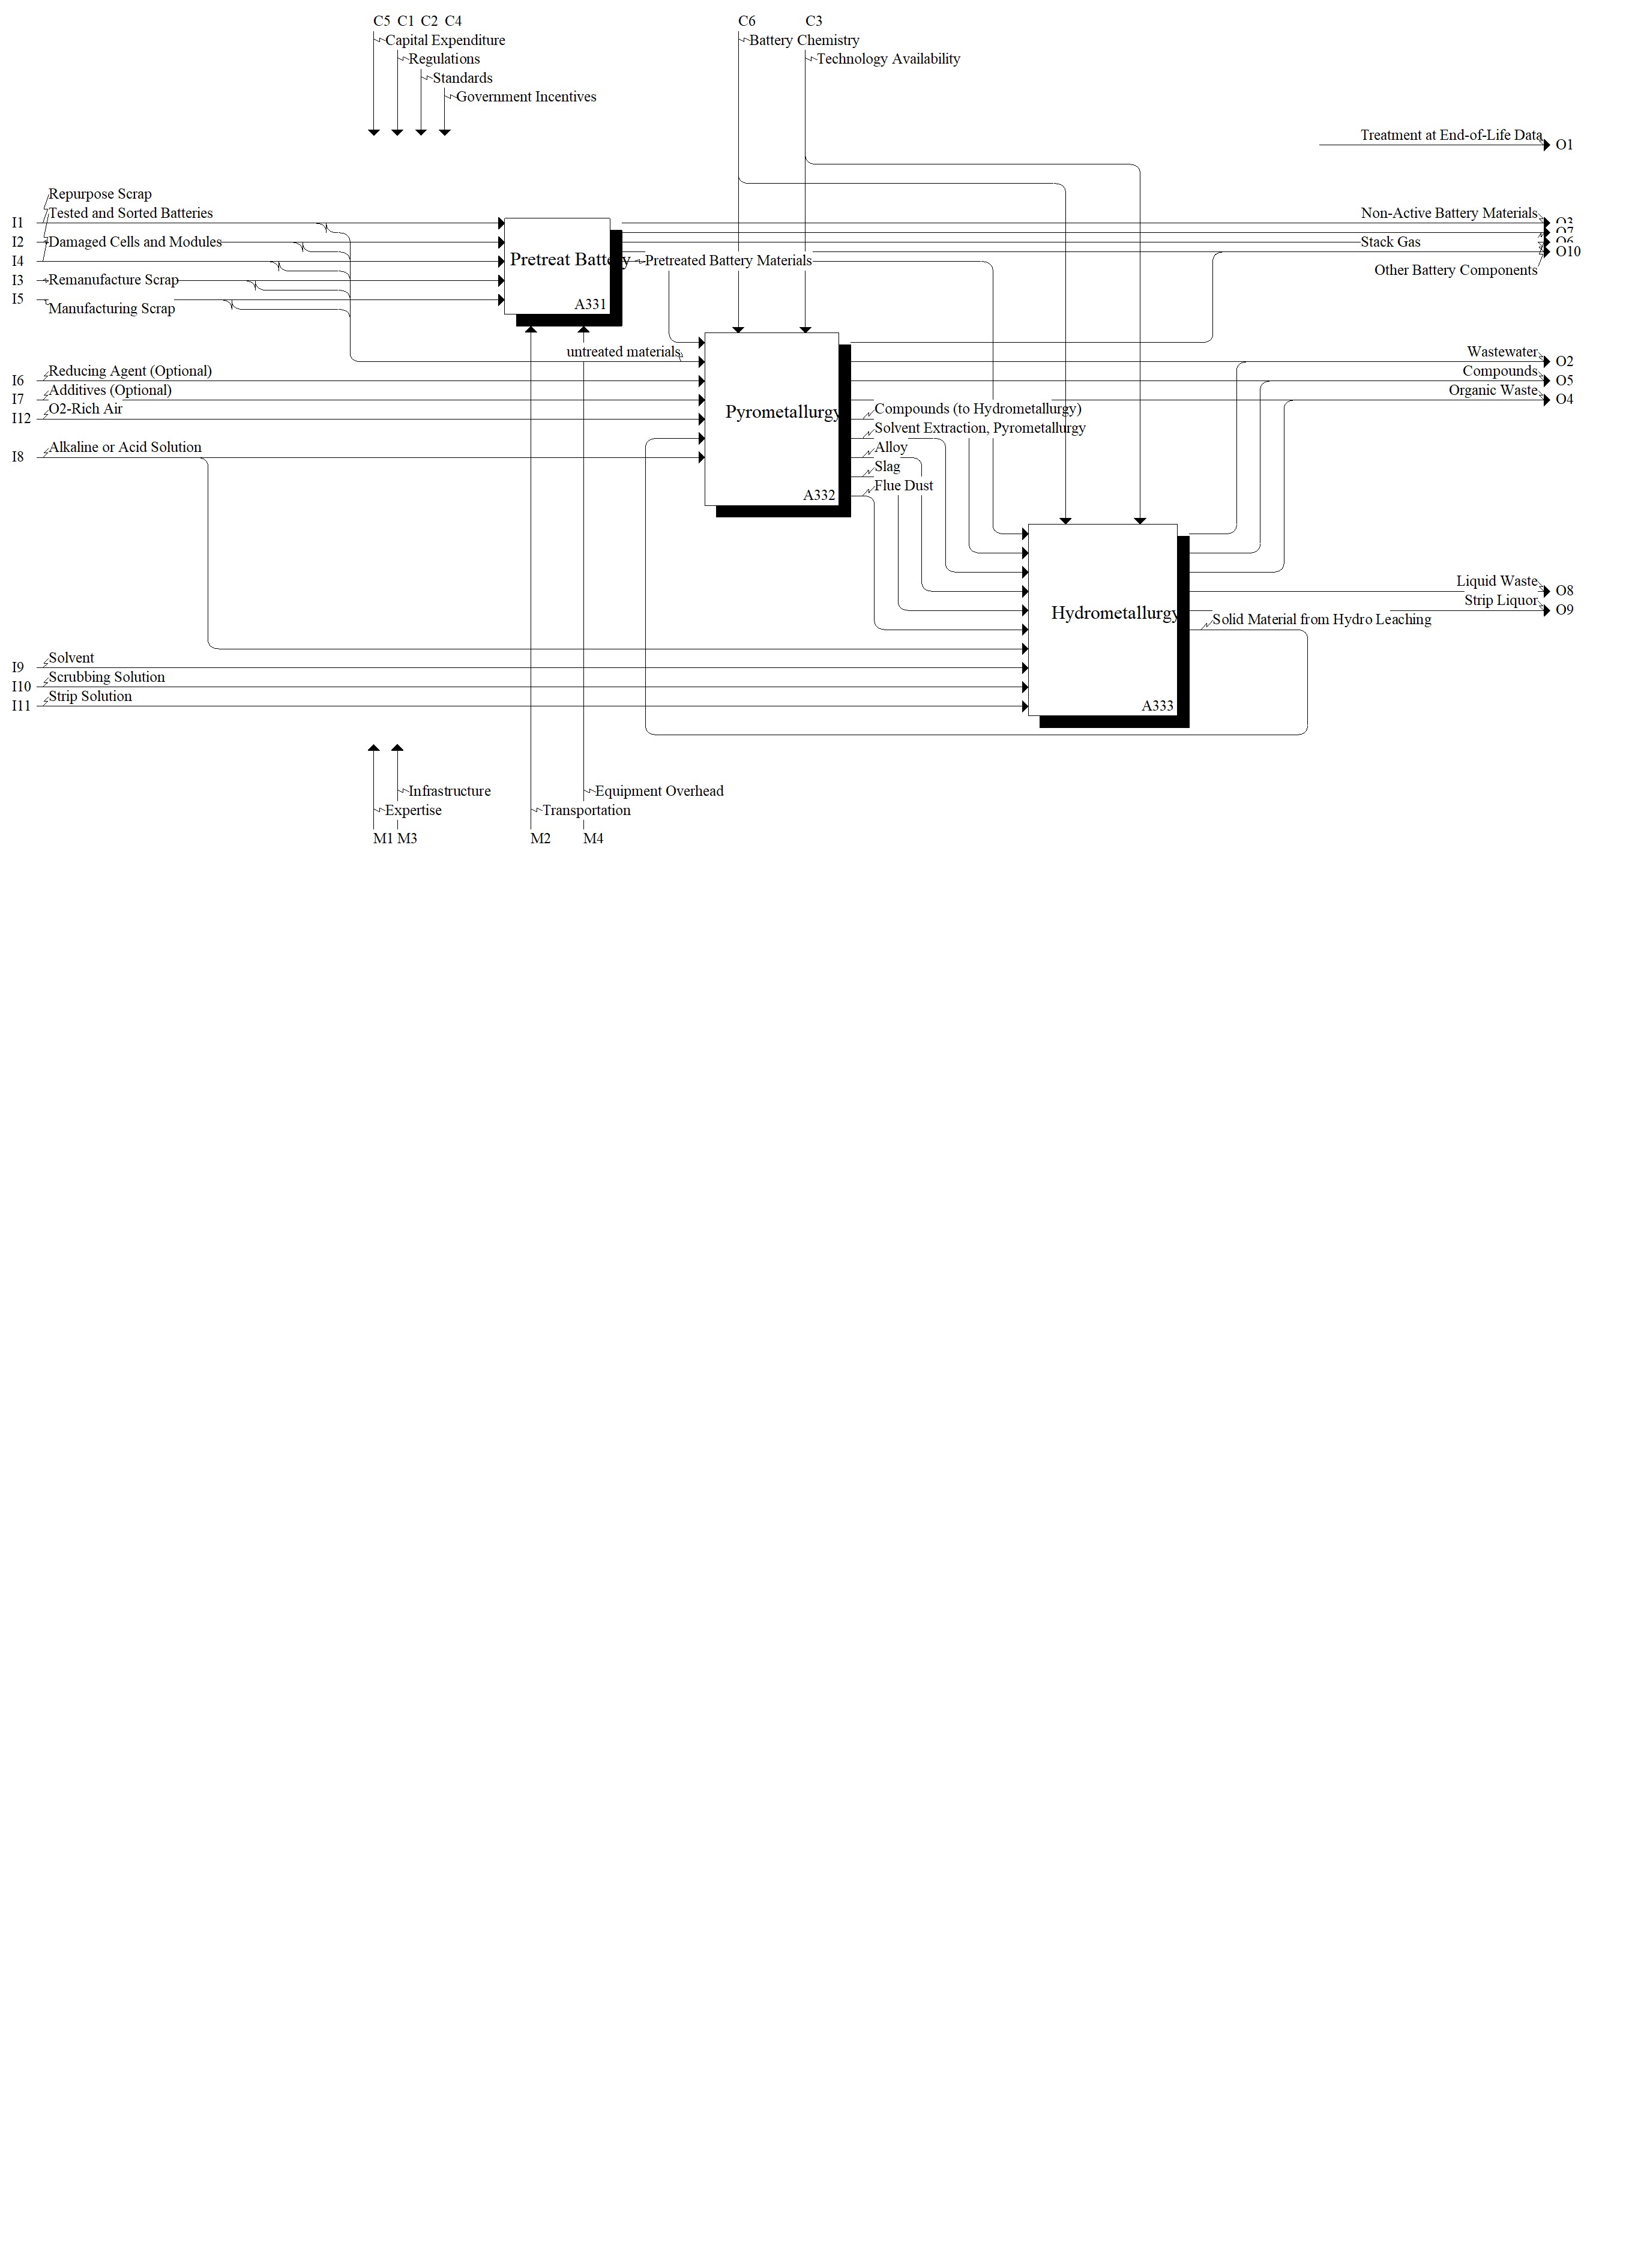 C5 C1 C2 C4 C6 C3
Capital Expenditure
Battery Chemistry
Regulations
Technology Availability
Standards
Government Incentives
Treatment at End-of-Life Data
O1
Repurpose Scrap
Tested and Sorted Batteries
Non-Active Battery Materials
I1
O3
O7
I2
Damaged Cells and Modules
Stack Gas
O6
O10
I4
Pretreat Battery
Pretreated Battery Materials
Other Battery Components
I3
Remanufacture Scrap
I5
Manufacturing Scrap
A331
untreated materials
Wastewater
O2
Reducing Agent (Optional)
Compounds
I6
O5
Additives (Optional)
Organic Waste
I7
O4
O2-Rich Air
I12
Pyrometallurgy
Compounds (to Hydrometallurgy)
Solvent Extraction, Pyrometallurgy
Alkaline or Acid Solution
I8
Alloy
Slag
Flue Dust
A332
Liquid Waste
O8
Strip Liquor
O9
Hydrometallurgy
Solid Material from Hydro Leaching
Solvent
I9
Scrubbing Solution
I10
Strip Solution
I11
A333
Infrastructure
Equipment Overhead
Expertise
Transportation
M1 M3 M2 M4